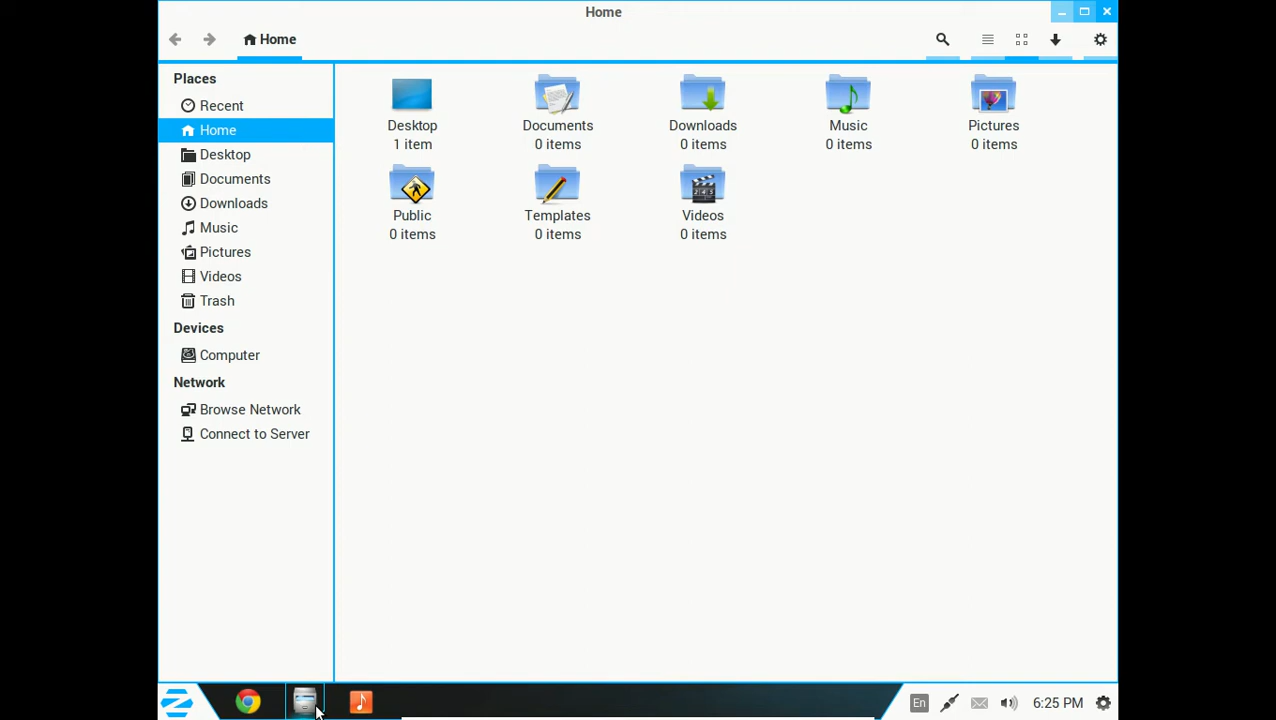 Home
Home
Places
Recent
Home
Desktop
Documents
Downloads
Music
Pictures
Videos
Trash
Devices
Computer
Network
Browse Network
Connect to Server
Desktop
1 item
Documents
0 items
Downloads
0 items
Music
0 items
Pictures
0 items
Public
0 items
Templates
0 items
Videos
0 items
En
6:25 PM